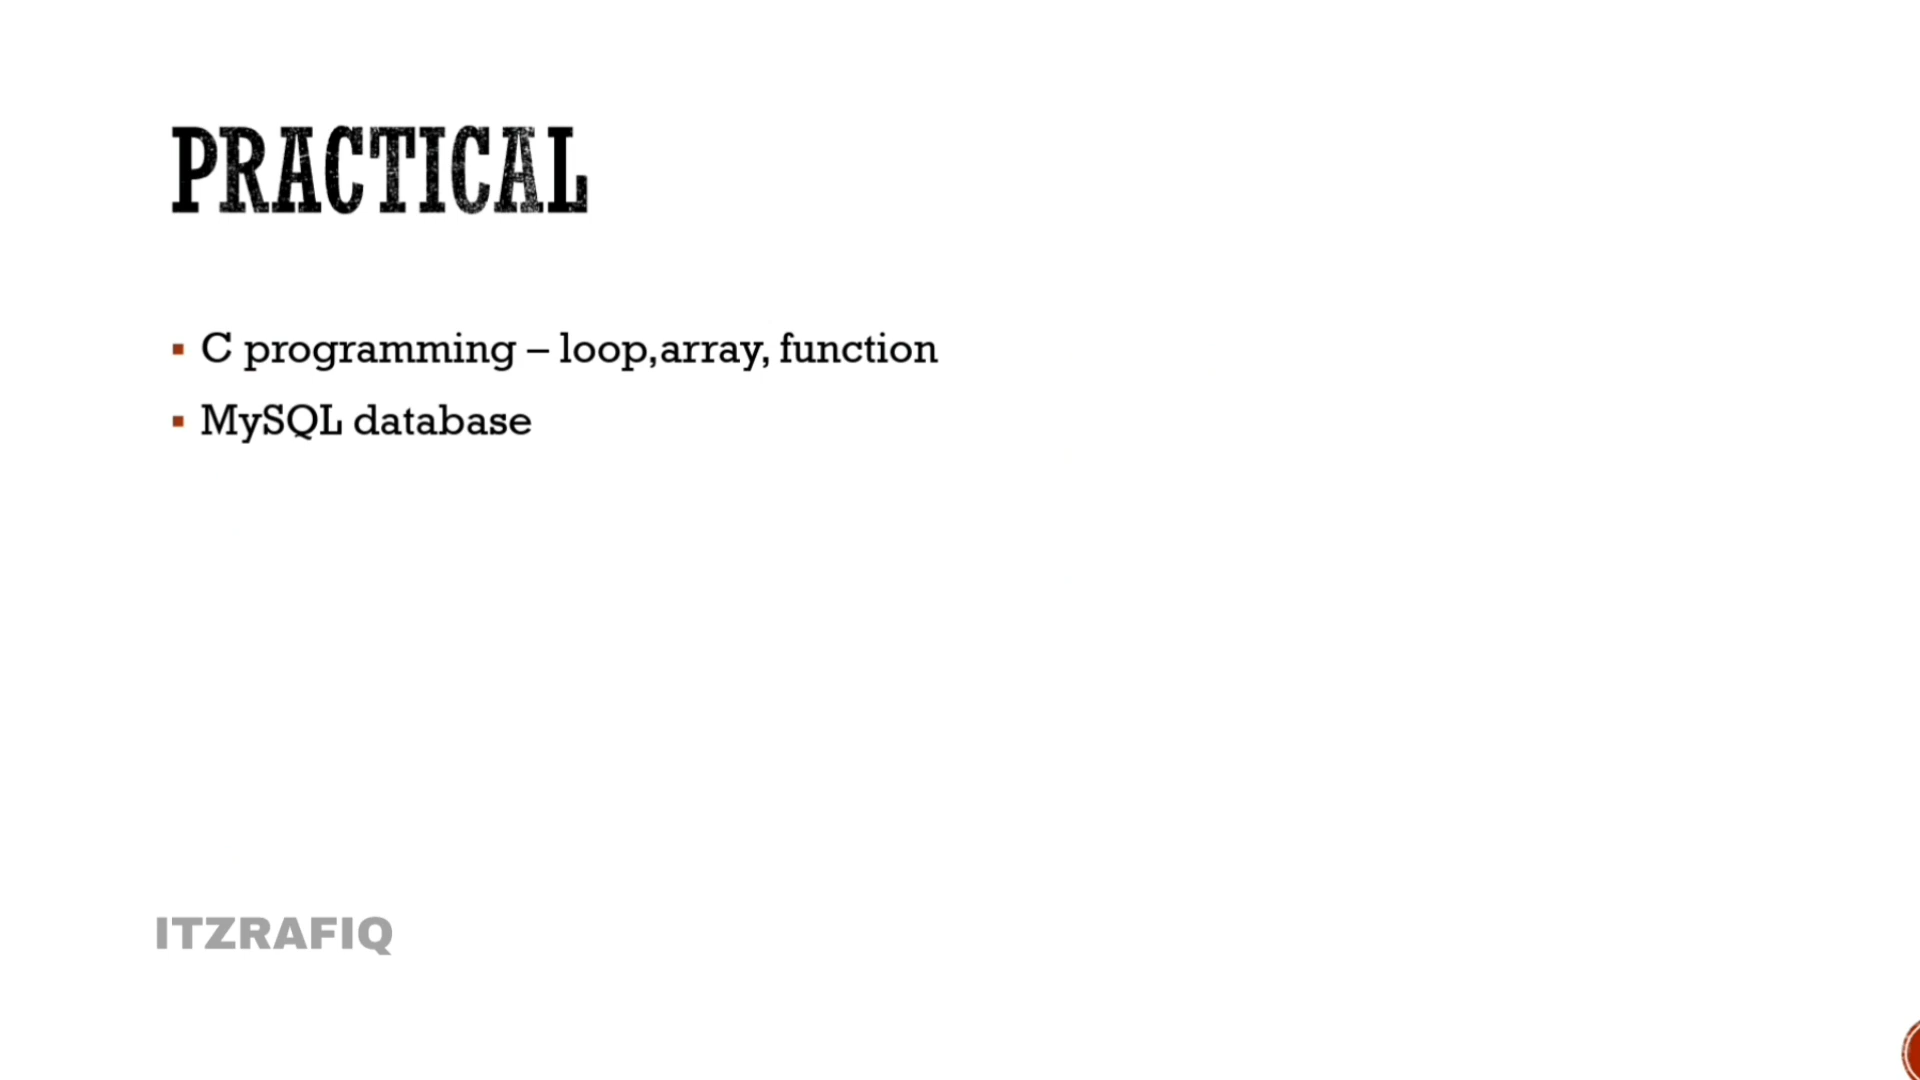 PRACTICAL
▪ C programming – loop,array, function
▪ MySQL database
ITZRAFIQ